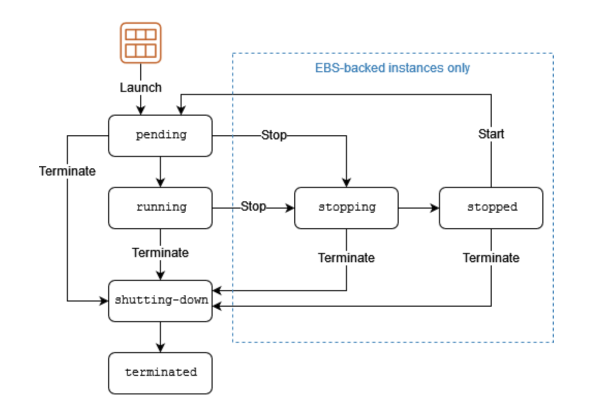 EBS-backed instances only
Launch
pending
Stop
Start
Terminate
running
Stop
stopping
stopped
Terminate
Terminate
Terminate
shutting-down
terminated